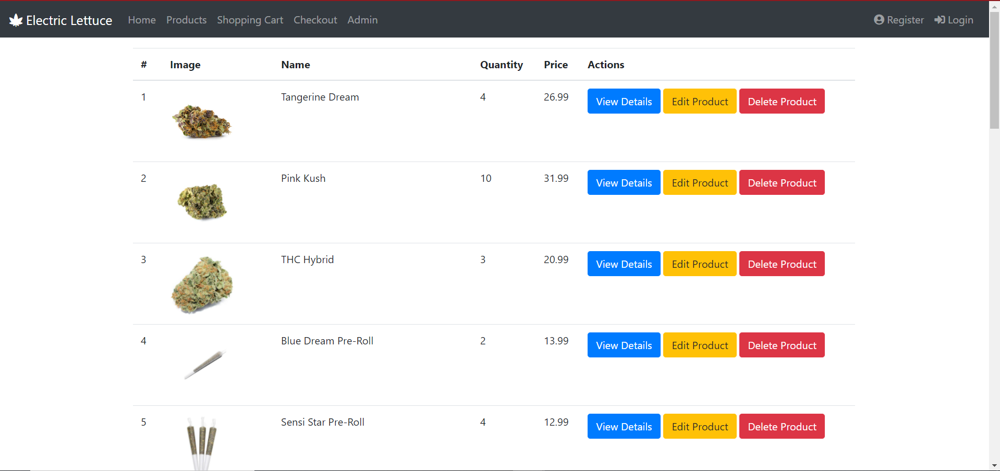 Electric Lettuce Home Products Shopping Cart Checkout Admin Register Login
# Image Name Quantity Price Actions
1 Tangerine Dream 4 26.99 View Details Edit Product Delete Product
2 Pink Kush 10 31.99 View Details Edit Product Delete Product
3 THC Hybrid 3 20.99 View Details Edit Product Delete Product
4 Blue Dream Pre-Roll 2 13.99 View Details Edit Product Delete Product
5 Sensi Star Pre-Roll 4 12.99 View Details Edit Product Delete Product